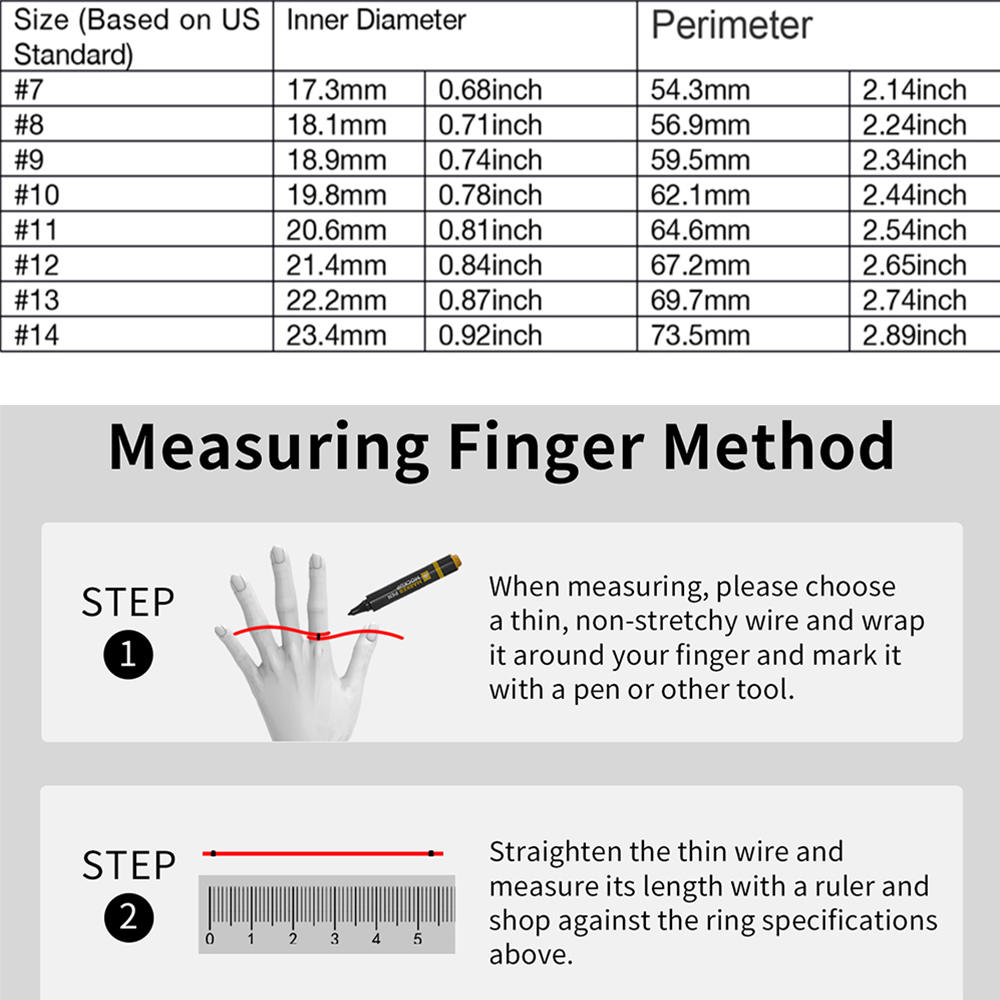 Size (Based on US Standard) Inner Diameter Perimeter
#7 17.3mm 0.68inch 54.3mm 2.14inch
#8 18.1mm 0.71inch 56.9mm 2.24inch
#9 18.9mm 0.74inch 59.5mm 2.34inch
#10 19.8mm 0.78inch 62.1mm 2.44inch
#11 20.6mm 0.81inch 64.6mm 2.54inch
#12 21.4mm 0.84inch 67.2mm 2.65inch
#13 22.2mm 0.87inch 69.7mm 2.74inch
#14 23.4mm 0.92inch 73.5mm 2.89inch
Measuring Finger Method
STEP
1
MARKER PEN
MOCKUP
When measuring, please choose
a thin, non-stretchy wire and wrap
it around your finger and mark it
with a pen or other tool.
STEP
2
0 1 2 3 4 5
Straighten the thin wire and
measure its length with a ruler and
shop against the ring specifications
above.